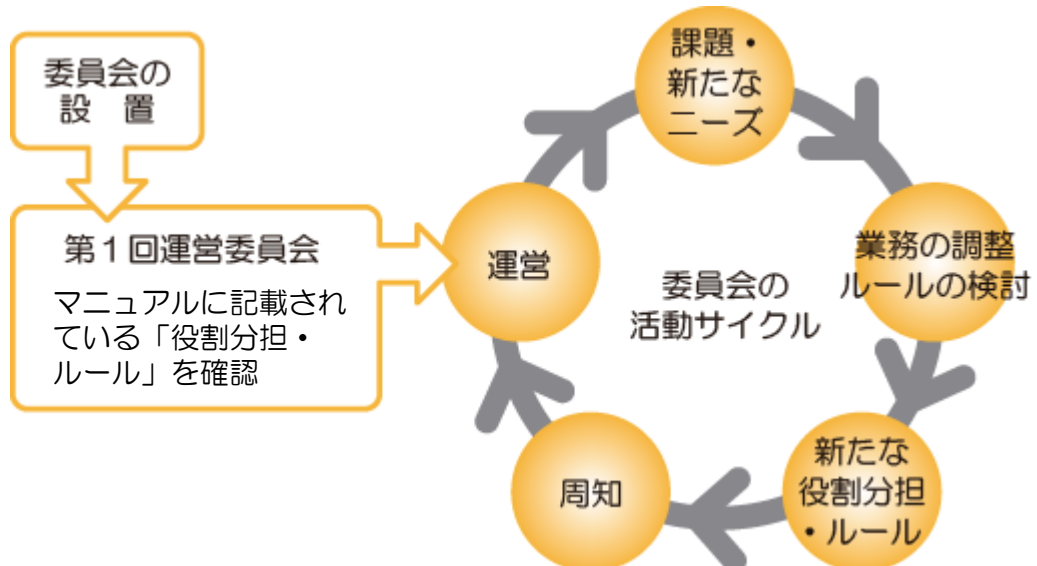 委員会の
設　置
第１回運営委員会
マニュアルに記載され
ている「役割分担・
ルール」を確認
運営
課題・
新たな
ニーズ
業務の調整
ルールの検討
新たな
役割分担
・ルール
周知
委員会の
活動サイクル